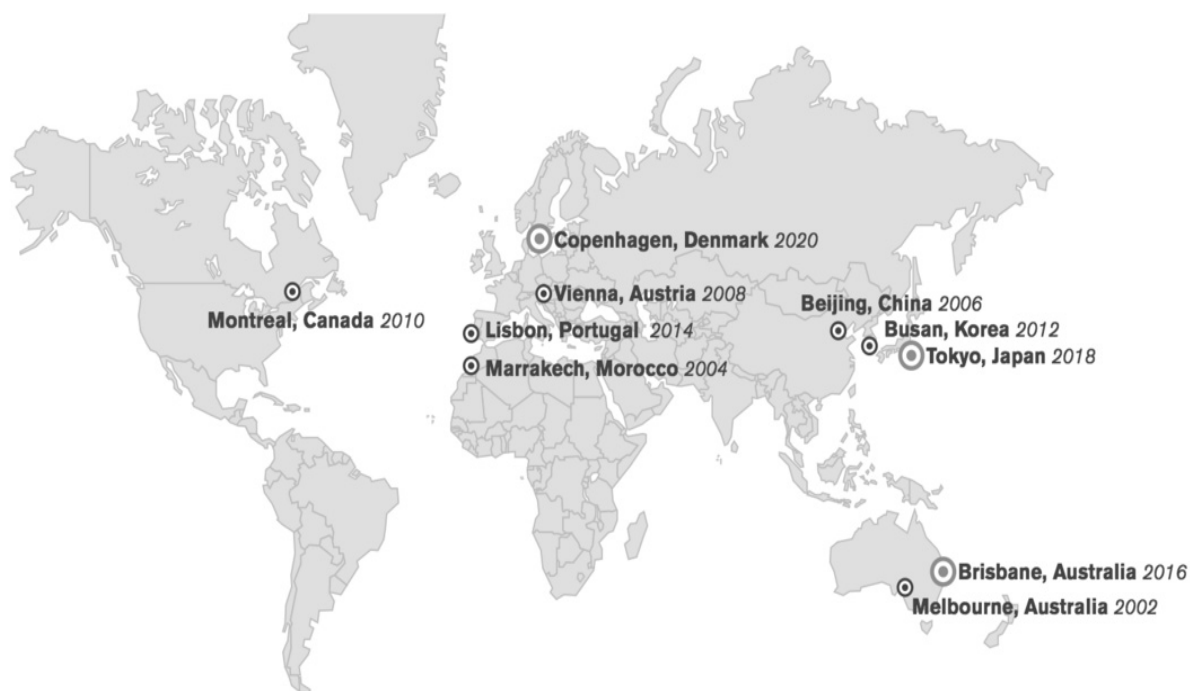 Copenhagen, Denmark 2020
Vienna, Austria 2008
Beijing, China 2006
Montreal, Canada 2010
Lisbon, Portugal 2014
Busan, Korea 2012
Tokyo, Japan 2018
Marrakech, Morocco 2004
Brisbane, Australia 2016
Melbourne, Australia 2002